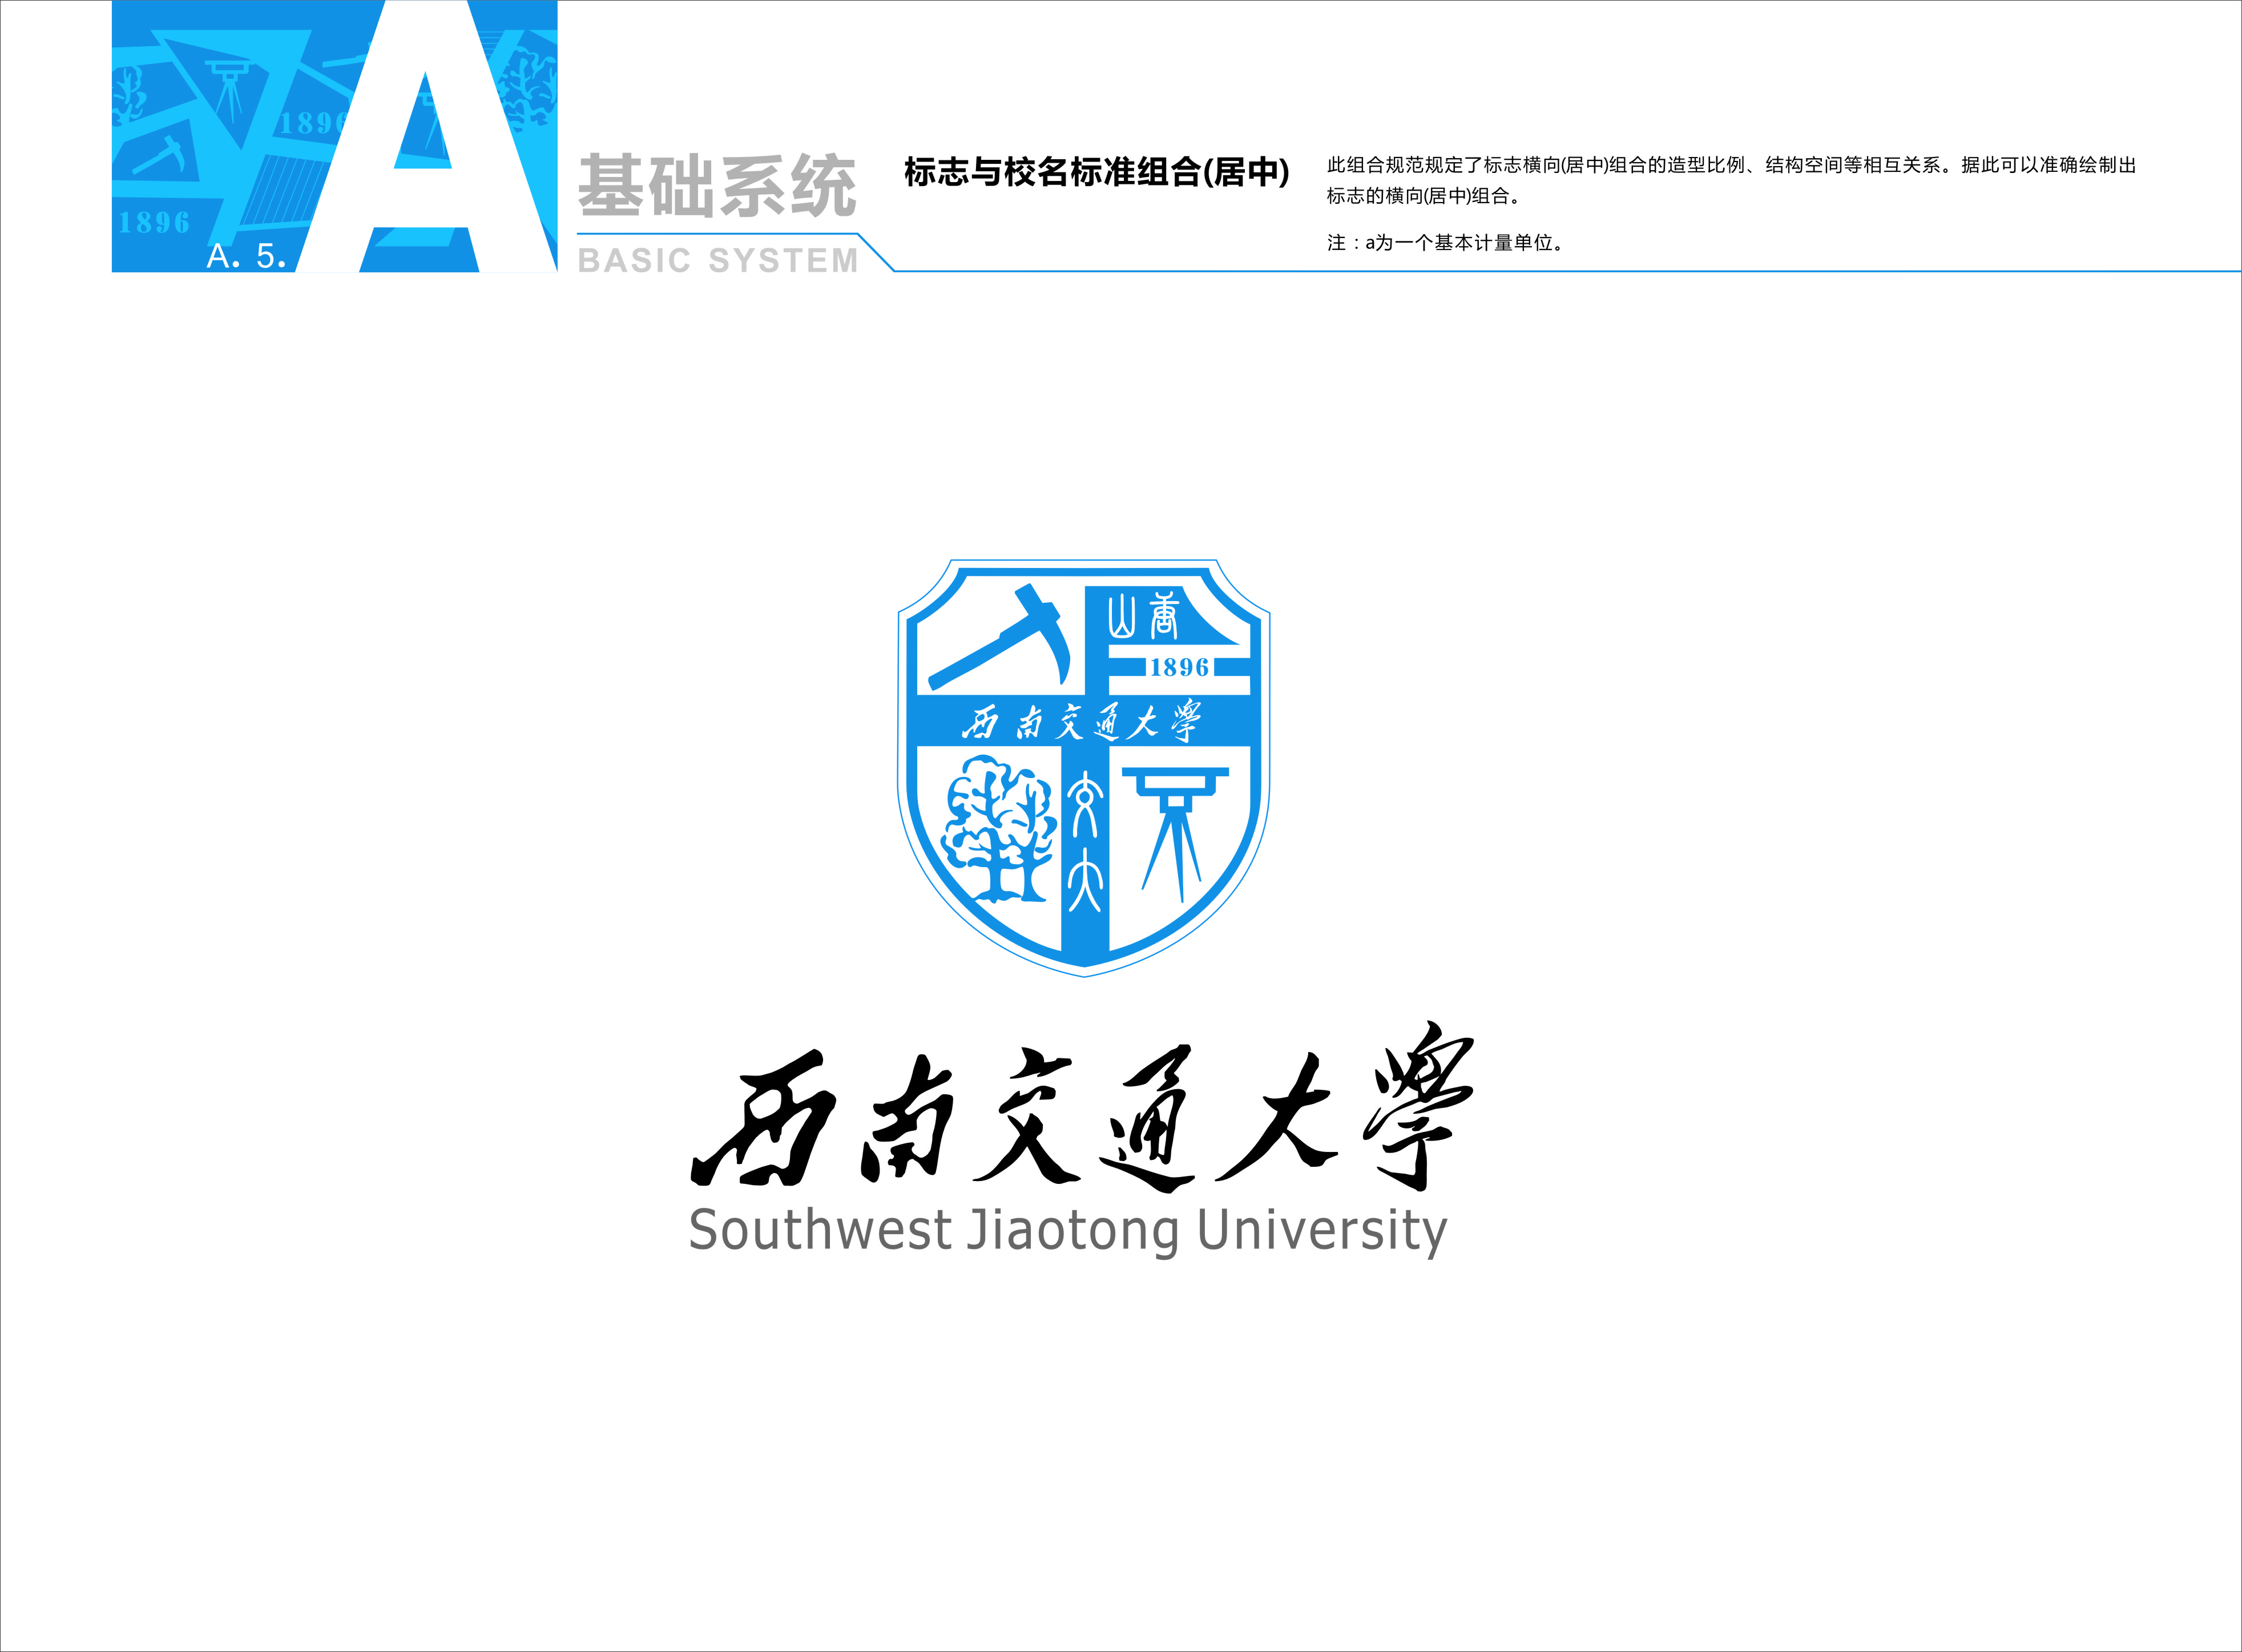 1896
1896
A. 5.
A
基础系统
BASIC SYSTEM
标志与校名标准组合(居中)
此组合规范规定了标志横向(居中)组合的造型比例、结构空间等相互关系。据此可以准确绘制出
标志的横向(居中)组合。
注：a为一个基本计量单位。
山唐
1896
西南交通大學
交大
西南交通大學
Southwest Jiaotong University